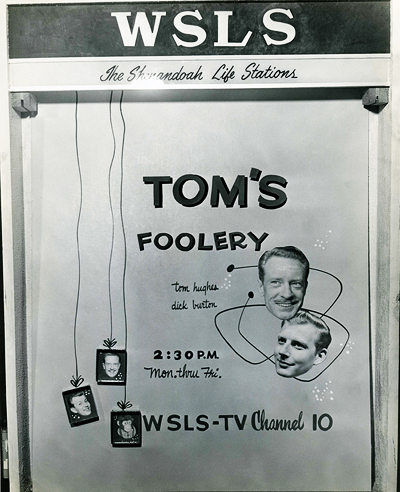 WSLS
The Shenandoah Life Stations
TOM'S
FOOLERY
tom hughes
dick burton
2:30 P.M.
Mon. thru Fri.
WSLS-TV Channel 10